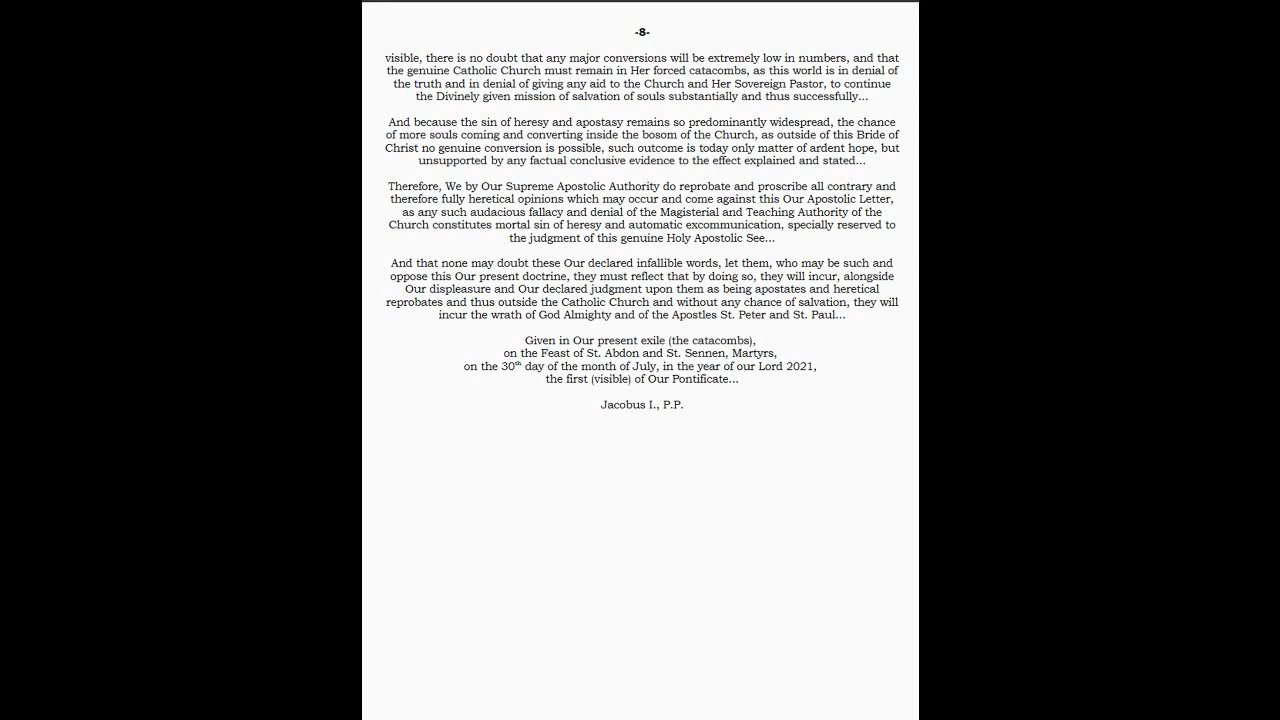 -8-
visible, there is no doubt that any major conversions will be extremely low in numbers, and that
the genuine Catholic Church must remain in Her forced catacombs, as this world is in denial of
the truth and in denial of giving any aid to the Church and Her Sovereign Pastor, to continue
the Divinely given mission of salvation of souls substantially and thus successfully...
And because the sin of heresy and apostasy remains so predominantly widespread, the chance
of more souls coming and converting inside the bosom of the Church, as outside of this Bride of
Christ no genuine conversion is possible, such outcome is today only matter of ardent hope, but
unsupported by any factual conclusive evidence to the effect explained and stated...
Therefore, We by Our Supreme Apostolic Authority do reprobate and proscribe all contrary and
therefore fully heretical opinions which may occur and come against this Our Apostolic Letter,
as any such audacious fallacy and denial of the Magisterial and Teaching Authority of the
Church constitutes mortal sin of heresy and automatic excommunication, specially reserved to
the judgment of this genuine Holy Apostolic See...
And that none may doubt these Our declared infallible words, let them, who may be such and
oppose this Our present doctrine, they must reflect that by doing so, they will incur, alongside
Our displeasure and Our declared judgment upon them as being apostates and heretical
reprobates and thus outside the Catholic Church and without any chance of salvation, they will
incur the wrath of God Almighty and of the Apostles St. Peter and St. Paul...
Given in Our present exile (the catacombs),
on the Feast of St. Abdon and St. Sennen, Martyrs,
on the 30th day of the month of July, in the year of our Lord 2021,
the first (visible) of Our Pontificate...
Jacobus I., P.P.